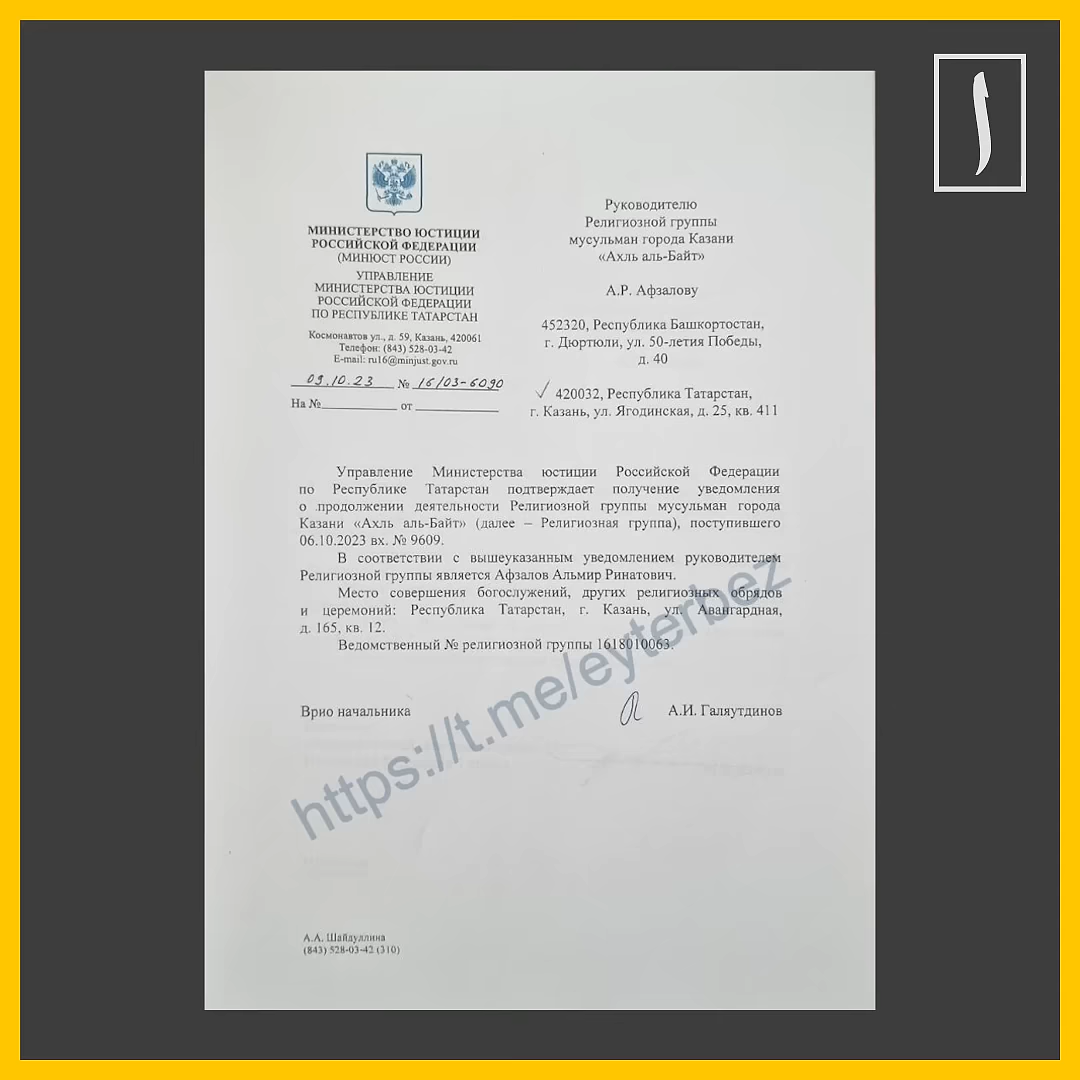 МИНИСТЕРСТВО ЮСТИЦИИ
РОССИЙСКОЙ ФЕДЕРАЦИИ
(МИНЮСТ РОССИИ)
УПРАВЛЕНИЕ
МИНИСТЕРСТВА ЮСТИЦИИ
РОССИЙСКОЙ ФЕДЕРАЦИИ
ПО РЕСПУБЛИКЕ ТАТАРСТАН
Космонавтов ул., д. 59, Казань, 420061
Телефон: (843) 528-03-42
E-mail: ru16@minjust.gov.ru
09.10.23 № 16/03-6090
На № от
Руководителю
Религиозной группы
мусульман города Казани
«Ахль аль-Байт»
А.Р. Афзалову
452320, Республика Башкортостан,
г. Дюртюли, ул. 50-летия Победы,
д. 40
420032, Республика Татарстан,
г. Казань, ул. Ягодинская, д. 25, кв. 411
Управление Министерства юстиции Российской Федерации
по Республике Татарстан подтверждает получение уведомления
о продолжении деятельности Религиозной группы мусульман города
Казани «Ахль аль-Байт» (далее – Религиозная группа), поступившего
06.10.2023 вх. № 9609.
В соответствии с вышеуказанным уведомлением руководителем
Религиозной группы является Афзалов Альмир Ринатович.
Место совершения богослужений, других религиозных обрядов
и церемоний: Республика Татарстан, г. Казань, ул. Авангардная,
д. 165, кв. 12.
Ведомственный № религиозной группы 1618010063.
Врио начальника А.И. Галяутдинов
https://t.me/eyterbez
А.А. Шайдуллина
(843) 528-03-42 (310)